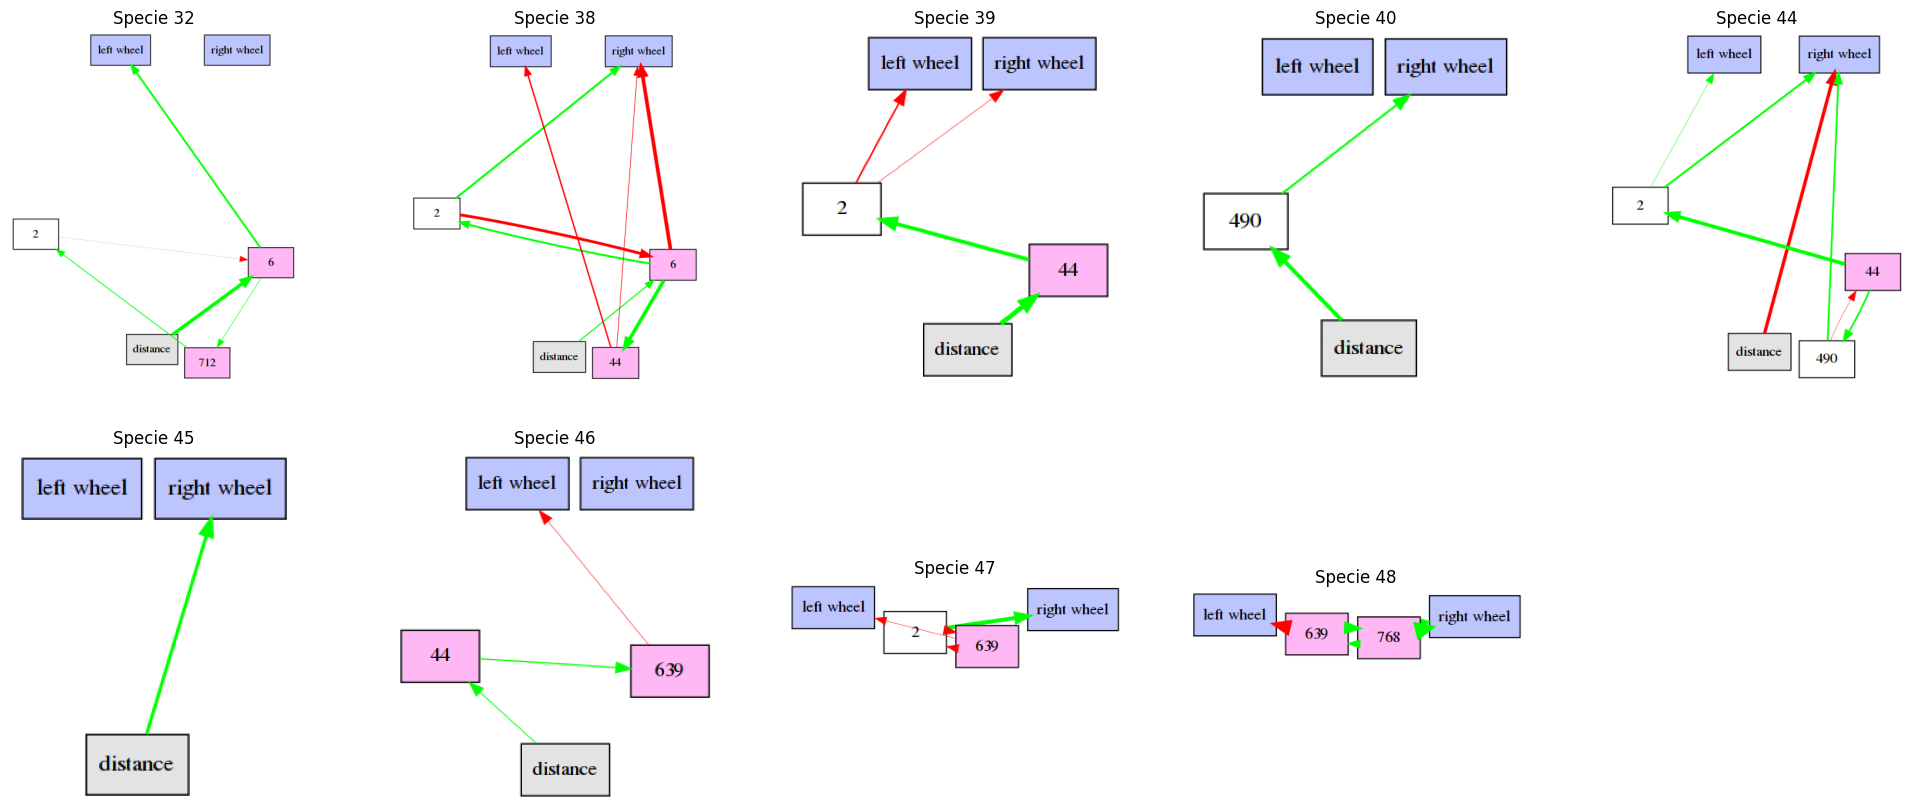 Specie 32
left wheel
right wheel
2
6
distance
712
Specie 38
left wheel
right wheel
2
6
distance
44
Specie 39
left wheel
right wheel
2
44
distance
Specie 40
left wheel
right wheel
490
distance
Specie 44
left wheel
right wheel
2
44
distance
490
Specie 45
left wheel
right wheel
distance
Specie 46
left wheel
right wheel
44
639
distance
Specie 47
left wheel
2
639
right wheel
Specie 48
left wheel
639
768
right wheel